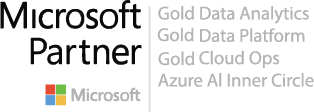 Microsoft
Partner
Microsoft
Gold Data Analytics
Gold Data Platform
Gold Cloud Ops
Azure AI Inner Circle